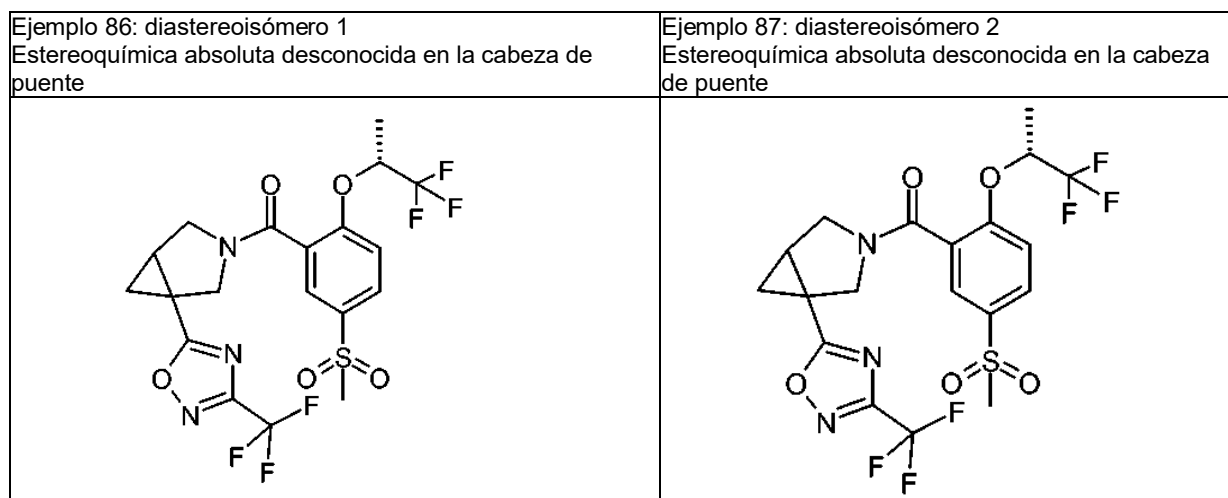 Ejemplo 86: diastereoisómero 1
Estereoquímica absoluta desconocida en la cabeza de
puente
Ejemplo 87: diastereoisómero 2
Estereoquímica absoluta desconocida en la cabeza
de puente
O
O
F
F
F
N
N
O
N
S
O
O
F
F
F
O
O
F
F
F
N
N
O
N
S
O
O
F
F
F